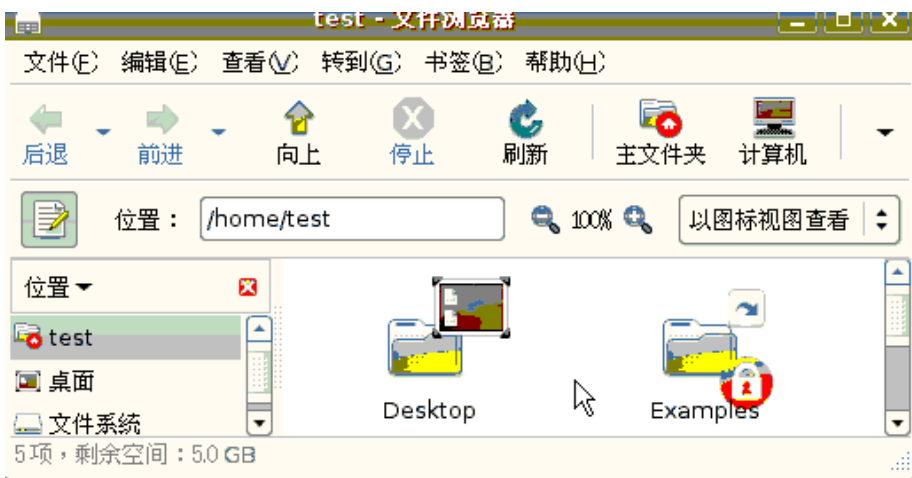 test - 文件浏览器
文件(F) 编辑(E) 查看(V) 转到(G) 书签(B) 帮助(H)
后退 前进 向上 停止 刷新 主文件夹 计算机
位置： /home/test 100% 以图标视图查看
位置
test
桌面
文件系统
Desktop Examples
5项，剩余空间：5.0 GB